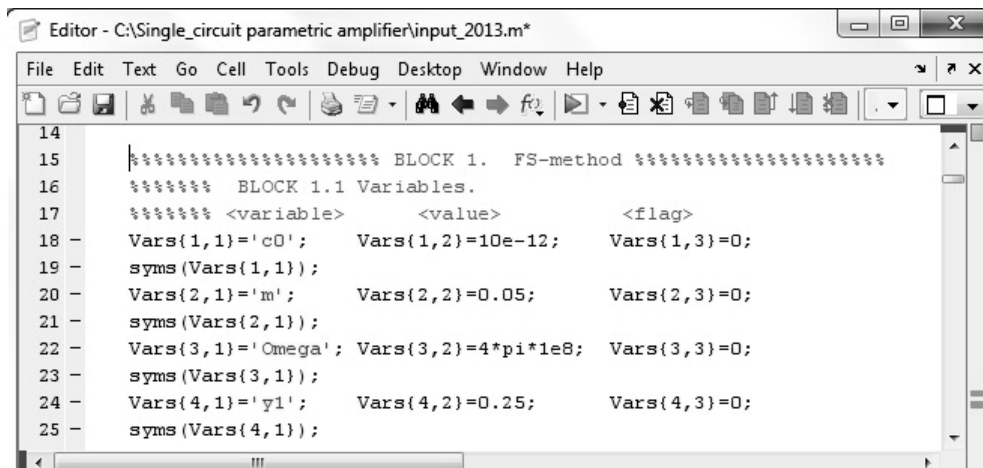 Editor - C:\Single_circuit parametric amplifier\input_2013.m*
File Edit Text Go Cell Tools Debug Desktop Window Help
14
15 %%%%%%%%%%%%%%%%%%%%% BLOCK 1.  FS-method %%%%%%%%%%%%%%%%%%%%%
16 %%%%%%%  BLOCK 1.1 Variables.
17 %%%%%%% <variable> <value> <flag>
18 – Vars{1,1}='c0'; Vars{1,2}=10e-12; Vars{1,3}=0;
19 – syms(Vars{1,1});
20 – Vars{2,1}='m'; Vars{2,2}=0.05; Vars{2,3}=0;
21 – syms(Vars{2,1});
22 – Vars{3,1}='Omega'; Vars{3,2}=4*pi*1e8; Vars{3,3}=0;
23 – syms(Vars{3,1});
24 – Vars{4,1}='y1'; Vars{4,2}=0.25; Vars{4,3}=0;
25 – syms(Vars{4,1});